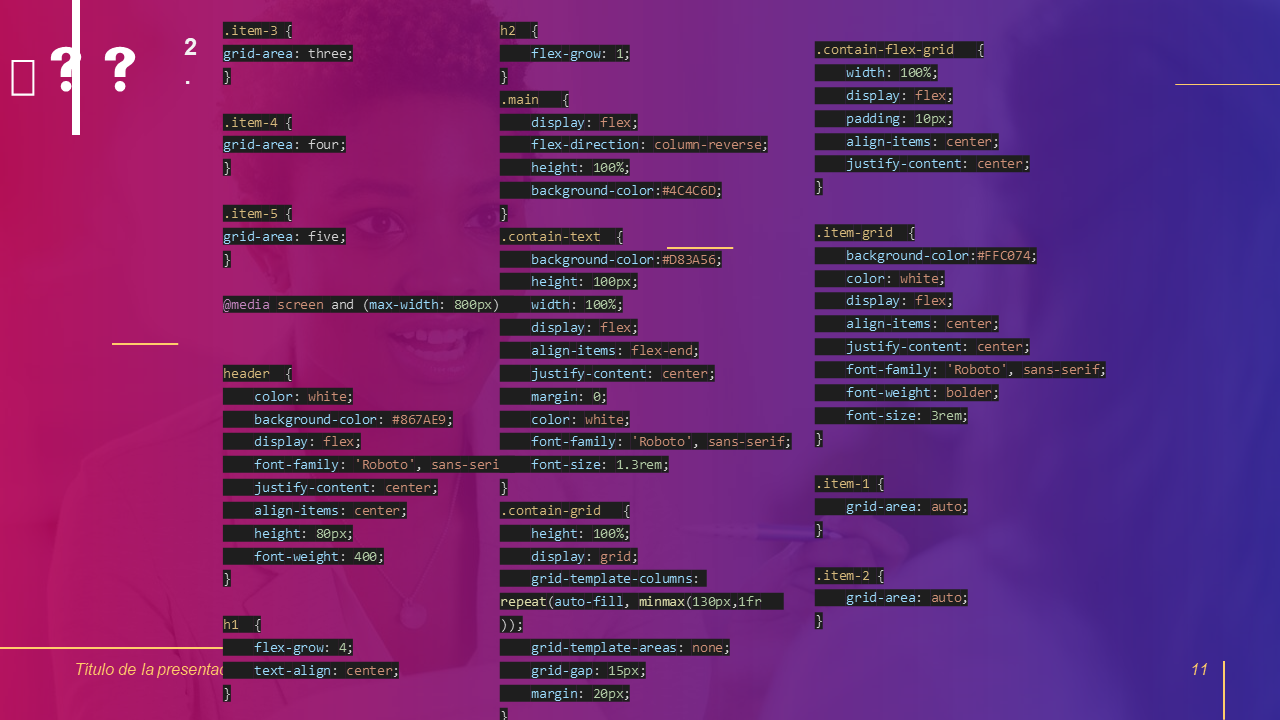 ? ?
2
.
.item-3 {
grid-area: three;
}
.item-4 {
grid-area: four;
}
.item-5 {
grid-area: five;
}
@media screen and (max-width: 800px)
header {
color: white;
background-color: #867AE9;
display: flex;
font-family: 'Roboto', sans-seri
justify-content: center;
align-items: center;
height: 80px;
font-weight: 400;
}
h1 {
flex-grow: 4;
text-align: center;
}
h2 {
flex-grow: 1;
}
.main {
display: flex;
flex-direction: column-reverse;
height: 100%;
background-color:#4C4C6D;
}
.contain-text {
background-color:#D83A56;
height: 100px;
width: 100%;
display: flex;
align-items: flex-end;
justify-content: center;
margin: 0;
color: white;
font-family: 'Roboto', sans-serif;
font-size: 1.3rem;
}
.contain-grid {
height: 100%;
display: grid;
grid-template-columns:
repeat(auto-fill, minmax(130px,1fr
));
grid-template-areas: none;
grid-gap: 15px;
margin: 20px;
}
.contain-flex-grid {
width: 100%;
display: flex;
padding: 10px;
align-items: center;
justify-content: center;
}
.item-grid {
background-color:#FFC074;
color: white;
display: flex;
align-items: center;
justify-content: center;
font-family: 'Roboto', sans-serif;
font-weight: bolder;
font-size: 3rem;
}
.item-1 {
grid-area: auto;
}
.item-2 {
grid-area: auto;
}
Título de la presentac
11